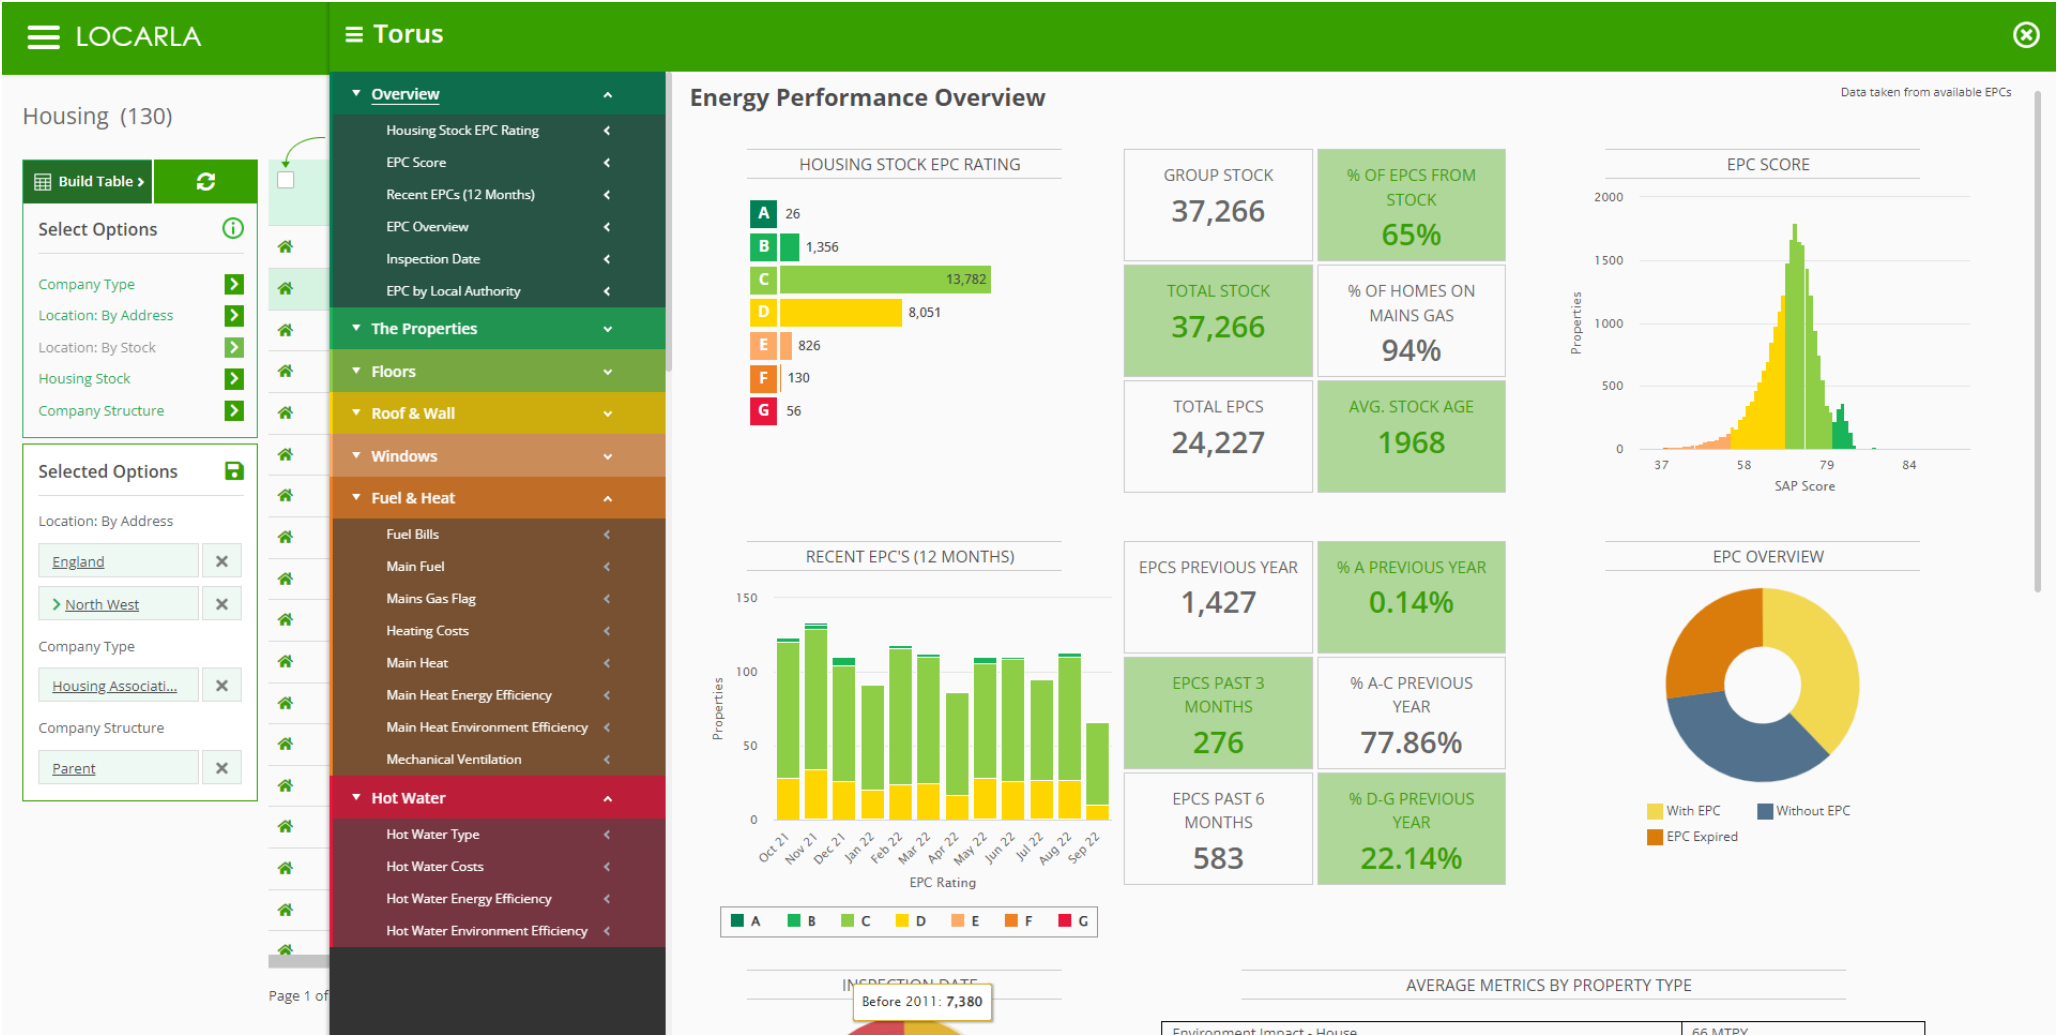 LOCARLA
Torus
Housing (130)
Build Table
Select Options
Company Type
Location: By Address
Location: By Stock
Housing Stock
Company Structure
Selected Options
Location: By Address
England
North West
Company Type
Housing Associati...
Company Structure
Parent
Page 1 of
Overview
Housing Stock EPC Rating
EPC Score
Recent EPCs (12 Months)
EPC Overview
Inspection Date
EPC by Local Authority
The Properties
Floors
Roof & Wall
Windows
Fuel & Heat
Fuel Bills
Main Fuel
Mains Gas Flag
Heating Costs
Main Heat
Main Heat Energy Efficiency
Main Heat Environment Efficiency
Mechanical Ventilation
Hot Water
Hot Water Type
Hot Water Costs
Hot Water Energy Efficiency
Hot Water Environment Efficiency
Energy Performance Overview
Data taken from available EPCs
HOUSING STOCK EPC RATING
A 26
B 1,356
C 13,782
D 8,051
E 826
F 130
G 56
GROUP STOCK
37,266
% OF EPCS FROM
STOCK
65%
TOTAL STOCK
37,266
% OF HOMES ON
MAINS GAS
94%
TOTAL EPCS
24,227
AVG. STOCK AGE
1968
EPC SCORE
2000
1500
1000
500
0
Properties
37 58 79 84
SAP Score
RECENT EPC'S (12 MONTHS)
150
100
50
0
Properties
Oct 21 Nov 21 Dec 21 Jan 22 Feb 22 Mar 22 Apr 22 May 22 Jun 22 Jul 22 Aug 22 Sep 22
EPC Rating
A B C D E F G
EPCS PREVIOUS YEAR
1,427
% A PREVIOUS YEAR
0.14%
EPCS PAST 3
MONTHS
276
% A-C PREVIOUS
YEAR
77.86%
EPCS PAST 6
MONTHS
583
% D-G PREVIOUS
YEAR
22.14%
EPC OVERVIEW
With EPC Without EPC
EPC Expired
INSPECTION DATE
Before 2011: 7,380
AVERAGE METRICS BY PROPERTY TYPE
Environment Impact - House 66 MTPY